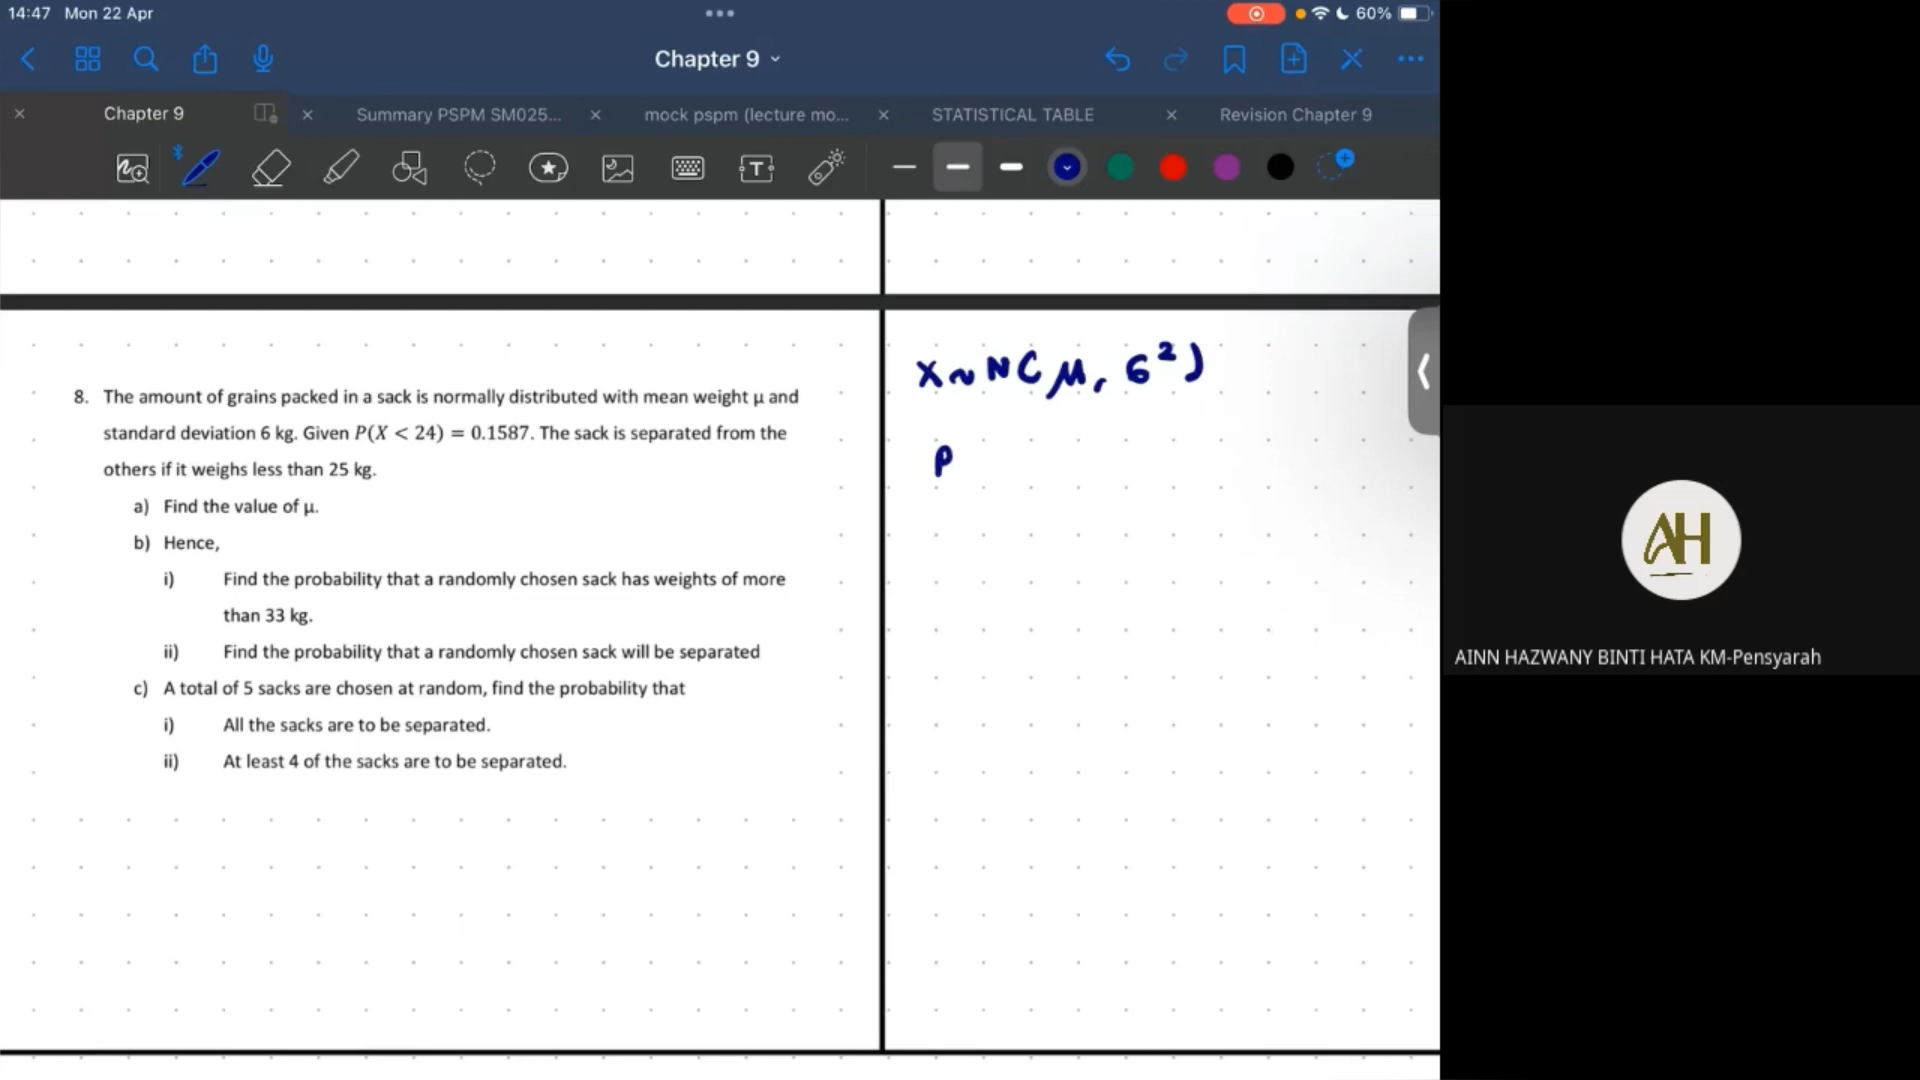 14:47 Mon 22 Apr
60%
Chapter 9
Chapter 9
Summary PSPM SM025...
mock pspm (lecture mo...
STATISTICAL TABLE
Revision Chapter 9
8. The amount of grains packed in a sack is normally distributed with mean weight μ and
standard deviation 6 kg. Given P(X < 24) = 0.1587. The sack is separated from the
others if it weighs less than 25 kg.
a) Find the value of μ.
b) Hence,
i) Find the probability that a randomly chosen sack has weights of more
than 33 kg.
ii) Find the probability that a randomly chosen sack will be separated
c) A total of 5 sacks are chosen at random, find the probability that
i) All the sacks are to be separated.
ii) At least 4 of the sacks are to be separated.
X ~ N(μ, 6²)
P
AH
AINN HAZWANY BINTI HATA KM-Pensyarah